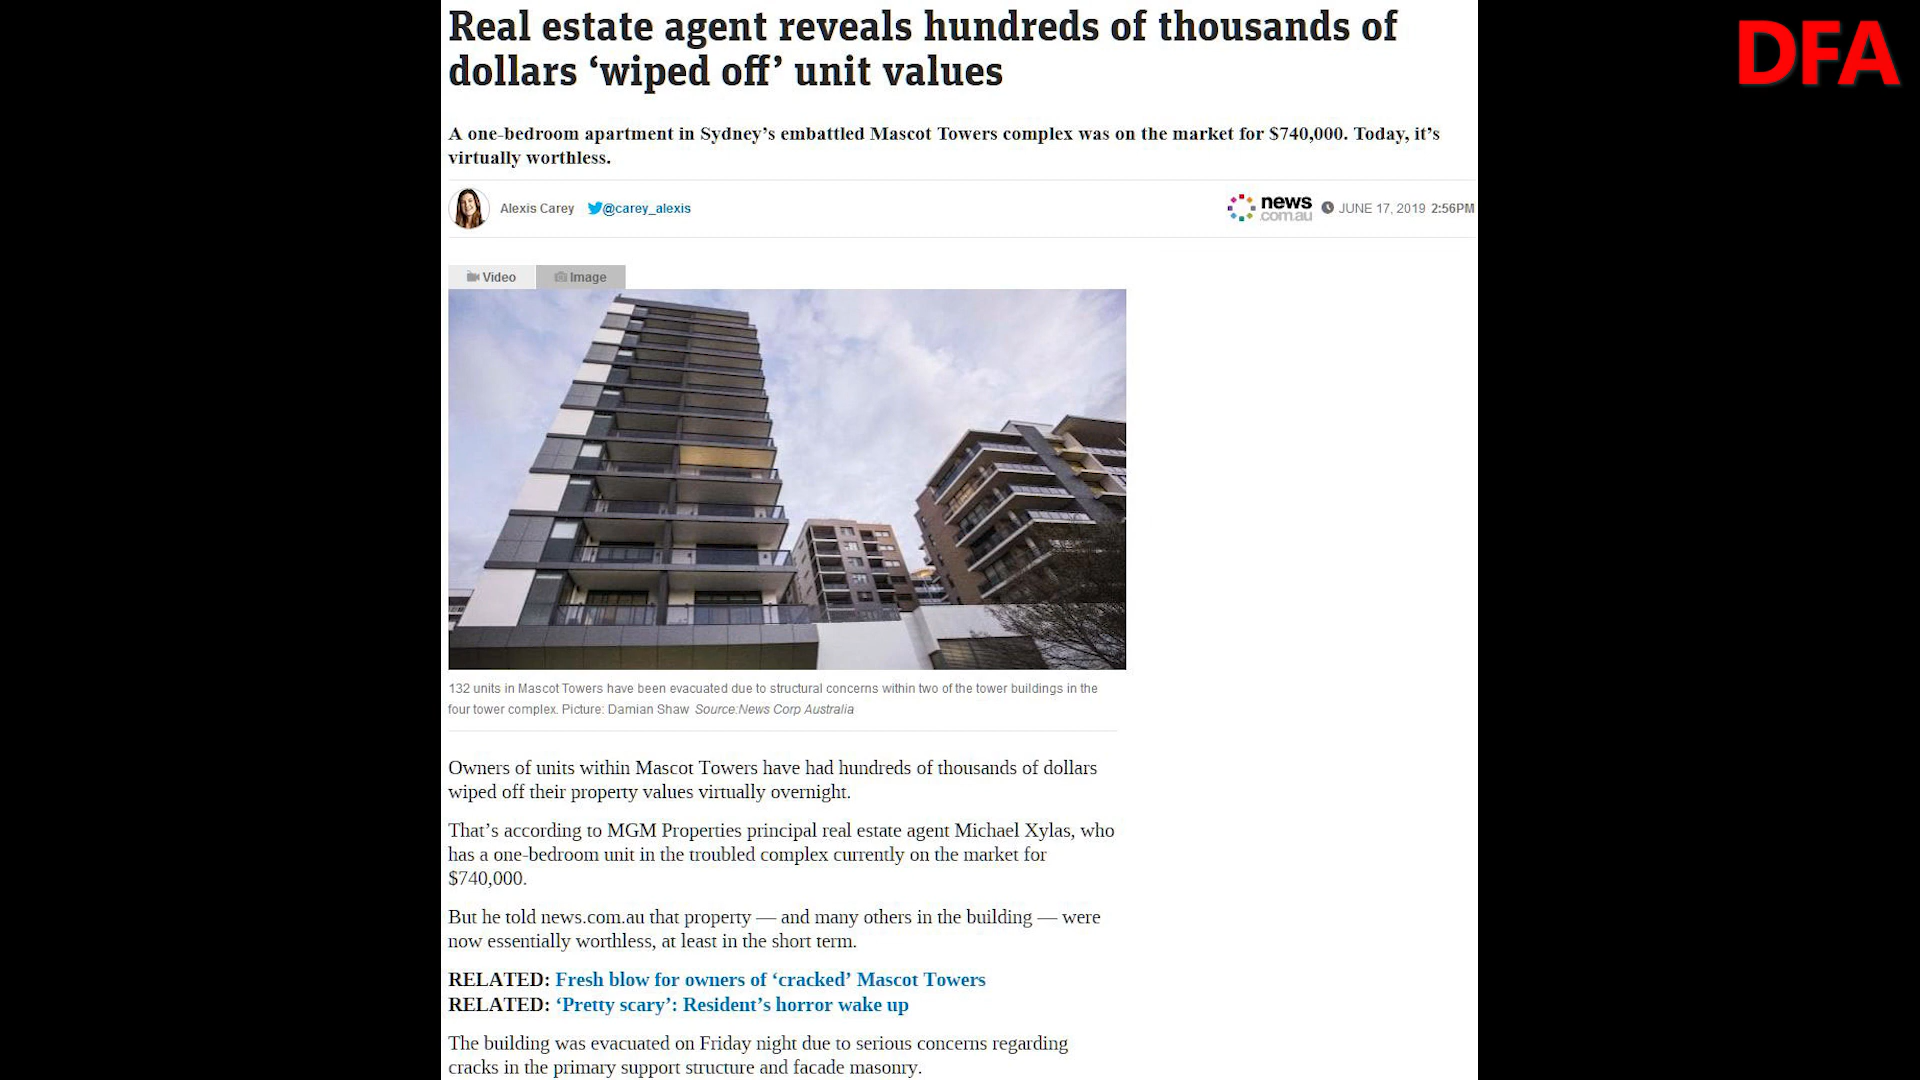 Real estate agent reveals hundreds of thousands of
dollars ‘wiped off’ unit values
DFA
A one-bedroom apartment in Sydney’s embattled Mascot Towers complex was on the market for $740,000. Today, it’s
virtually worthless.
Alexis Carey @carey_alexis
news
.com.au
JUNE 17, 2019 2:56PM
Video Image
132 units in Mascot Towers have been evacuated due to structural concerns within two of the tower buildings in the
four tower complex. Picture: Damian Shaw Source:News Corp Australia
Owners of units within Mascot Towers have had hundreds of thousands of dollars
wiped off their property values virtually overnight.
That’s according to MGM Properties principal real estate agent Michael Xylas, who
has a one-bedroom unit in the troubled complex currently on the market for
$740,000.
But he told news.com.au that property — and many others in the building — were
now essentially worthless, at least in the short term.
RELATED: Fresh blow for owners of ‘cracked’ Mascot Towers
RELATED: ‘Pretty scary’: Resident’s horror wake up
The building was evacuated on Friday night due to serious concerns regarding
cracks in the primary support structure and facade masonry.